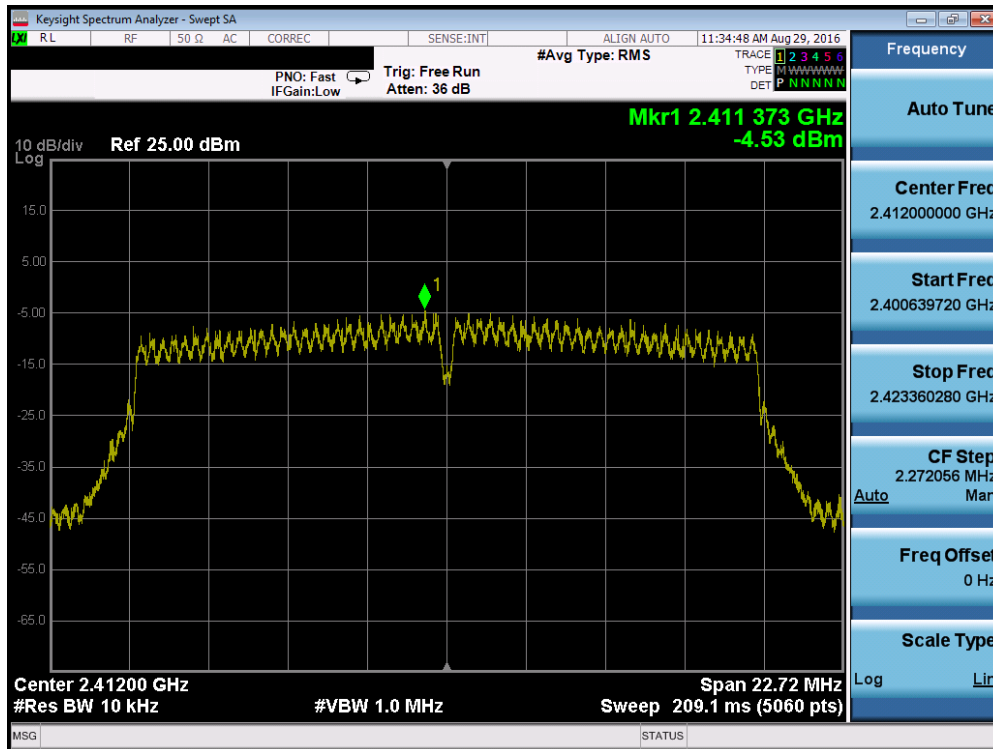 Keysight Spectrum Analyzer - Swept SA
LXI RL RF 50 Ω AC CORREC SENSE:INT ALIGN AUTO 11:34:48 AM Aug 29, 2016
#Avg Type: RMS
TRACE 1 2 3 4 5 6
TYPE M W W W W W
DET P N N N N N
PNO: Fast
IFGain:Low
Trig: Free Run
Atten: 36 dB
Mkr1 2.411 373 GHz
-4.53 dBm
10 dB/div
Log
Ref 25.00 dBm
15.0
5.00
-5.00
-15.0
-25.0
-35.0
-45.0
-55.0
-65.0
1
Center 2.41200 GHz
#Res BW 10 kHz
#VBW 1.0 MHz
Span 22.72 MHz
Sweep 209.1 ms (5060 pts)
MSG
STATUS
Frequency
Auto Tune
Center Freq
2.412000000 GHz
Start Freq
2.400639720 GHz
Stop Freq
2.423360280 GHz
CF Step
2.272056 MHz
Auto Man
Freq Offset
0 Hz
Scale Type
Log Lin